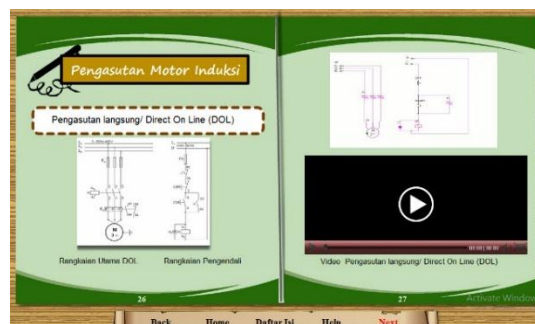 Pengasutan Motor Induksi
Pengasutan langsung/ Direct On Line (DOL)
Rangkaian Utama DOL
Rangkaian Pengendali
26
Video Pengasutan langsung/ Direct On Line (DOL)
27
Activate Window
Back Home Daftar Isi Help Next